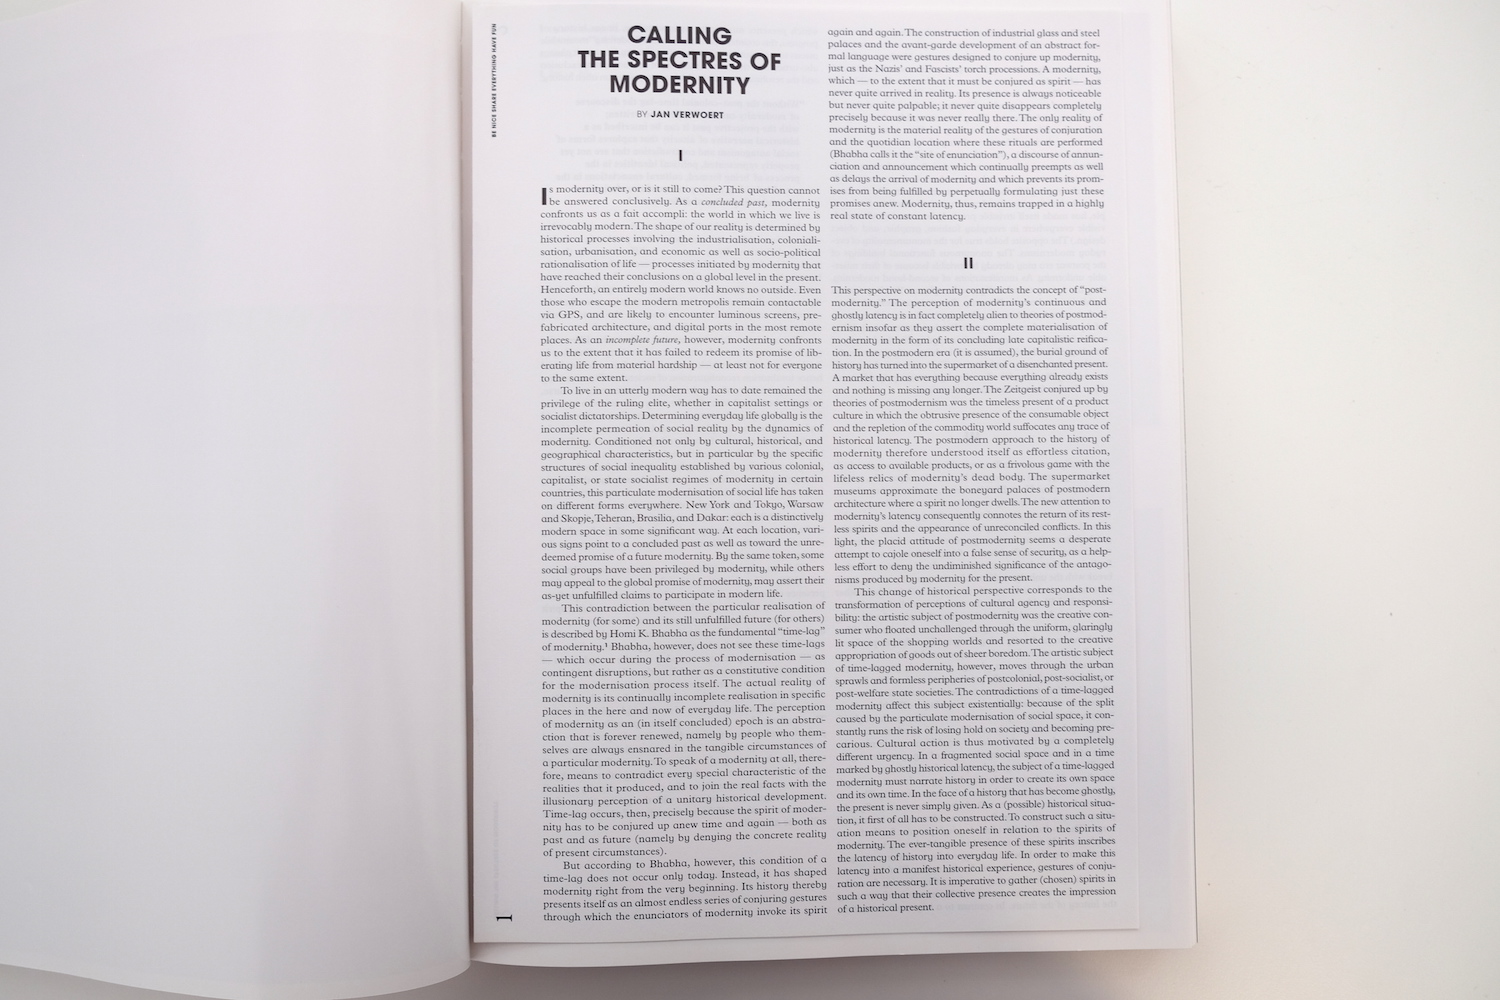 BE NICE SHARE EVERYTHING HAVE FUN
CALLING
THE SPECTRES OF
MODERNITY
BY JAN VERWOERT
I
Is modernity over, or is it still to come? This question cannot
be answered conclusively. As a concluded past, modernity
confronts us as a fait accompli: the world in which we live is
irrevocably modern. The shape of our reality is determined by
historical processes involving the industrialisation, coloniali-
sation, urbanisation, and economic as well as socio-political
rationalisation of life — processes initiated by modernity that
have reached their conclusions on a global level in the present.
Henceforth, an entirely modern world knows no outside. Even
those who escape the modern metropolis remain contactable
via GPS, and are likely to encounter luminous screens, pre-
fabricated architecture, and digital ports in the most remote
places. As an incomplete future, however, modernity confronts
us to the extent that it has failed to redeem its promise of lib-
erating life from material hardship — at least not for everyone
to the same extent.
To live in an utterly modern way has to date remained the
privilege of the ruling elite, whether in capitalist settings or
socialist dictatorships. Determining everyday life globally is the
incomplete permeation of social reality by the dynamics of
modernity. Conditioned not only by cultural, historical, and
geographical characteristics, but in particular by the specific
structures of social inequality established by various colonial,
capitalist, or state socialist regimes of modernity in certain
countries, this particulate modernisation of social life has taken
on different forms everywhere. New York and Tokyo, Warsaw
and Skopje, Teheran, Brasilia, and Dakar: each is a distinctively
modern space in some significant way. At each location, vari-
ous signs point to a concluded past as well as toward the unre-
deemed promise of a future modernity. By the same token, some
social groups have been privileged by modernity, while others
may appeal to the global promise of modernity, may assert their
as-yet unfulfilled claims to participate in modern life.
This contradiction between the particular realisation of
modernity (for some) and its still unfulfilled future (for others)
is described by Homi K. Bhabha as the fundamental “time-lag”
of modernity.¹ Bhabha, however, does not see these time-lags
— which occur during the process of modernisation — as
contingent disruptions, but rather as a constitutive condition
for the modernisation process itself. The actual reality of
modernity is its continually incomplete realisation in specific
places in the here and now of everyday life. The perception
of modernity as an (in itself concluded) epoch is an abstra-
ction that is forever renewed, namely by people who them-
selves are always ensnared in the tangible circumstances of
a particular modernity. To speak of a modernity at all, there-
fore, means to contradict every special characteristic of the
realities that it produced, and to join the real facts with the
illusionary perception of a unitary historical development.
Time-lag occurs, then, precisely because the spirit of moder-
nity has to be conjured up anew time and again — both as
past and as future (namely by denying the concrete reality
of present circumstances).
But according to Bhabha, however, this condition of a
time-lag does not occur only today. Instead, it has shaped
modernity right from the very beginning. Its history thereby
presents itself as an almost endless series of conjuring gestures
through which the enunciators of modernity invoke its spirit
again and again. The construction of industrial glass and steel
palaces and the avant-garde development of an abstract for-
mal language were gestures designed to conjure up modernity,
just as the Nazis’ and Fascists’ torch processions. A modernity,
which — to the extent that it must be conjured as spirit — has
never quite arrived in reality. Its presence is always noticeable
but never quite palpable; it never quite disappears completely
precisely because it was never really there. The only reality of
modernity is the material reality of the gestures of conjuration
and the quotidian location where these rituals are performed
(Bhabha calls it the “site of enunciation”), a discourse of annun-
ciation and announcement which continually preempts as well
as delays the arrival of modernity and which prevents its prom-
ises from being fulfilled by perpetually formulating just these
promises anew. Modernity, thus, remains trapped in a highly
real state of constant latency.
II
This perspective on modernity contradicts the concept of “post-
modernity.” The perception of modernity’s continuous and
ghostly latency is in fact completely alien to theories of postmod-
ernism insofar as they assert the complete materialisation of
modernity in the form of its concluding late capitalistic reifica-
tion. In the postmodern era (it is assumed), the burial ground of
history has turned into the supermarket of a disenchanted present.
A market that has everything because everything already exists
and nothing is missing any longer. The Zeitgeist conjured up by
theories of postmodernism was the timeless present of a product
culture in which the obtrusive presence of the consumable object
and the repletion of the commodity world suffocates any trace of
historical latency. The postmodern approach to the history of
modernity therefore understood itself as effortless citation,
as access to available products, or as a frivolous game with the
lifeless relics of modernity’s dead body. The supermarket
museums approximate the boneyard palaces of postmodern
architecture where a spirit no longer dwells. The new attention to
modernity’s latency consequently connotes the return of its rest-
less spirits and the appearance of unreconciled conflicts. In this
light, the placid attitude of postmodernity seems a desperate
attempt to cajole oneself into a false sense of security, as a help-
less effort to deny the undiminished significance of the antago-
nisms produced by modernity for the present.
This change of historical perspective corresponds to the
transformation of perceptions of cultural agency and responsi-
bility: the artistic subject of postmodernity was the creative con-
sumer who floated unchallenged through the uniform, glaringly
lit space of the shopping worlds and resorted to the creative
appropriation of goods out of sheer boredom. The artistic subject
of time-lagged modernity, however, moves through the urban
sprawls and formless peripheries of postcolonial, post-socialist, or
post-welfare state societies. The contradictions of a time-lagged
modernity affect this subject existentially: because of the split
caused by the particulate modernisation of social space, it con-
stantly runs the risk of losing hold on society and becoming pre-
carious. Cultural action is thus motivated by a completely
different urgency. In a fragmented social space and in a time
marked by ghostly historical latency, the subject of a time-lagged
modernity must narrate history in order to create its own space
and its own time. In the face of a history that has become ghostly,
the present is never simply given. As a (possible) historical situa-
tion, it first of all has to be constructed. To construct such a situ-
ation means to position oneself in relation to the spirits of
modernity. The ever-tangible presence of these spirits inscribes
the latency of history into everyday life. In order to make this
latency into a manifest historical experience, gestures of conju-
ration are necessary. It is imperative to gather (chosen) spirits in
such a way that their collective presence creates the impression
of a historical present.
1